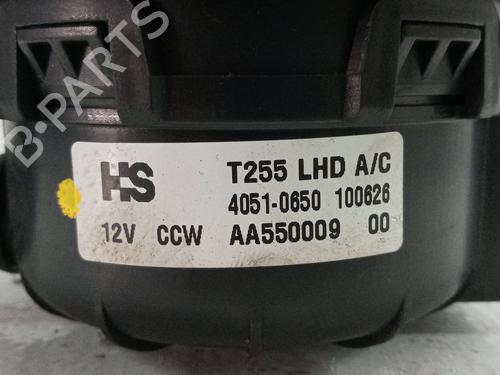 B-PARTS
HS T255 LHD A/C
4051-0650 100626
12V CCW AA550009 00